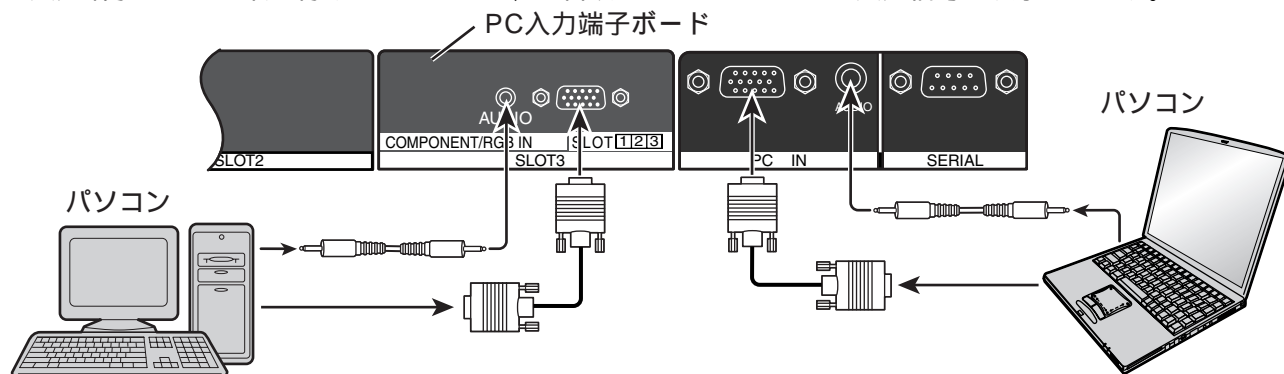 PC入力端子ボード
AUDIO
COMPONENT/RGB IN
SLOT 1 2 3
SLOT2
SLOT3
AUDIO
PC IN
SERIAL
パソコン
パソコン